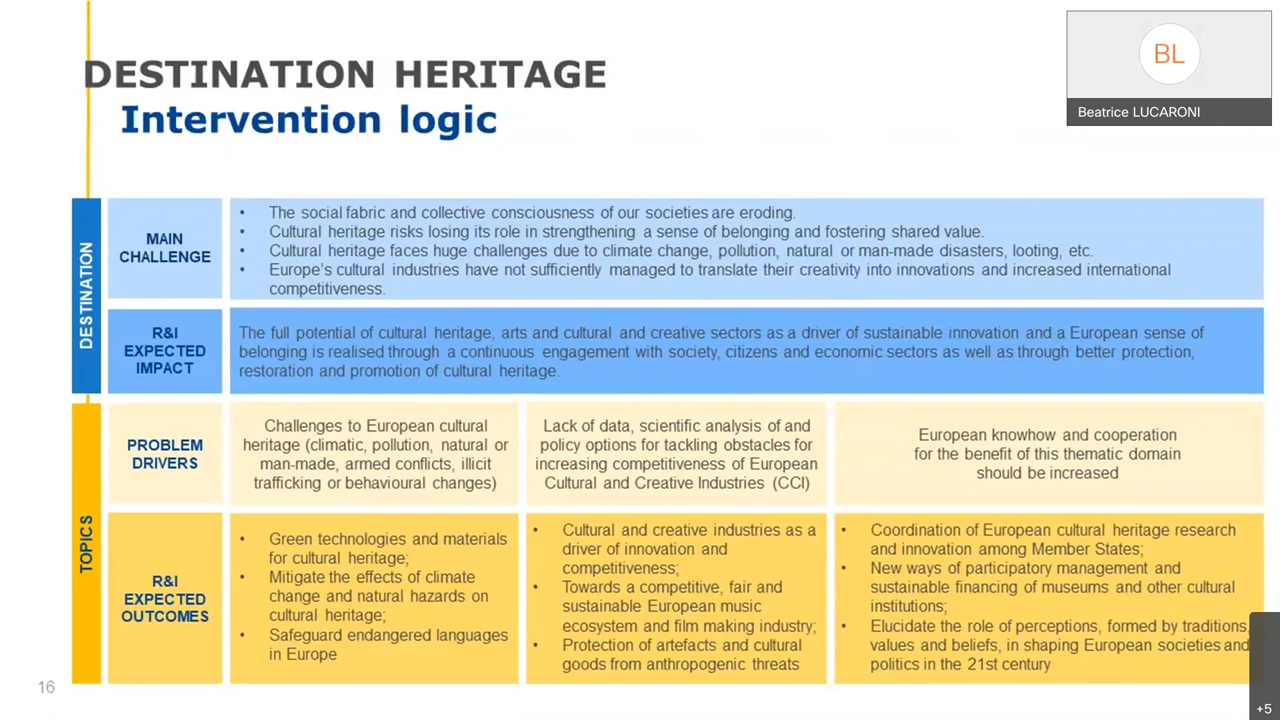 DESTINATION HERITAGE
Intervention logic
BL
Beatrice LUCARONI
DESTINATION
MAIN
CHALLENGE
• The social fabric and collective consciousness of our societies are eroding.
• Cultural heritage risks losing its role in strengthening a sense of belonging and fostering shared value.
• Cultural heritage faces huge challenges due to climate change, pollution, natural or man-made disasters, looting, etc.
• Europe's cultural industries have not sufficiently managed to translate their creativity into innovations and increased international
competitiveness.
R&I
EXPECTED
IMPACT
The full potential of cultural heritage, arts and cultural and creative sectors as a driver of sustainable innovation and a European sense of
belonging is realised through a continuous engagement with society, citizens and economic sectors as well as through better protection,
restoration and promotion of cultural heritage.
TOPICS
PROBLEM
DRIVERS
Challenges to European cultural
heritage (climatic, pollution, natural or
man-made, armed conflicts, illicit
trafficking or behavioural changes)
Lack of data, scientific analysis of and
policy options for tackling obstacles for
increasing competitiveness of European
Cultural and Creative Industries (CCI)
European knowhow and cooperation
for the benefit of this thematic domain
should be increased
R&I
EXPECTED
OUTCOMES
• Green technologies and materials
for cultural heritage;
• Mitigate the effects of climate
change and natural hazards on
cultural heritage;
• Safeguard endangered languages
in Europe
• Cultural and creative industries as a
driver of innovation and
competitiveness;
• Towards a competitive, fair and
sustainable European music
ecosystem and film making industry;
• Protection of artefacts and cultural
goods from anthropogenic threats
• Coordination of European cultural heritage research
and innovation among Member States;
• New ways of participatory management and
sustainable financing of museums and other cultural
institutions;
• Elucidate the role of perceptions, formed by traditions,
values and beliefs, in shaping European societies and
politics in the 21st century
16
+5